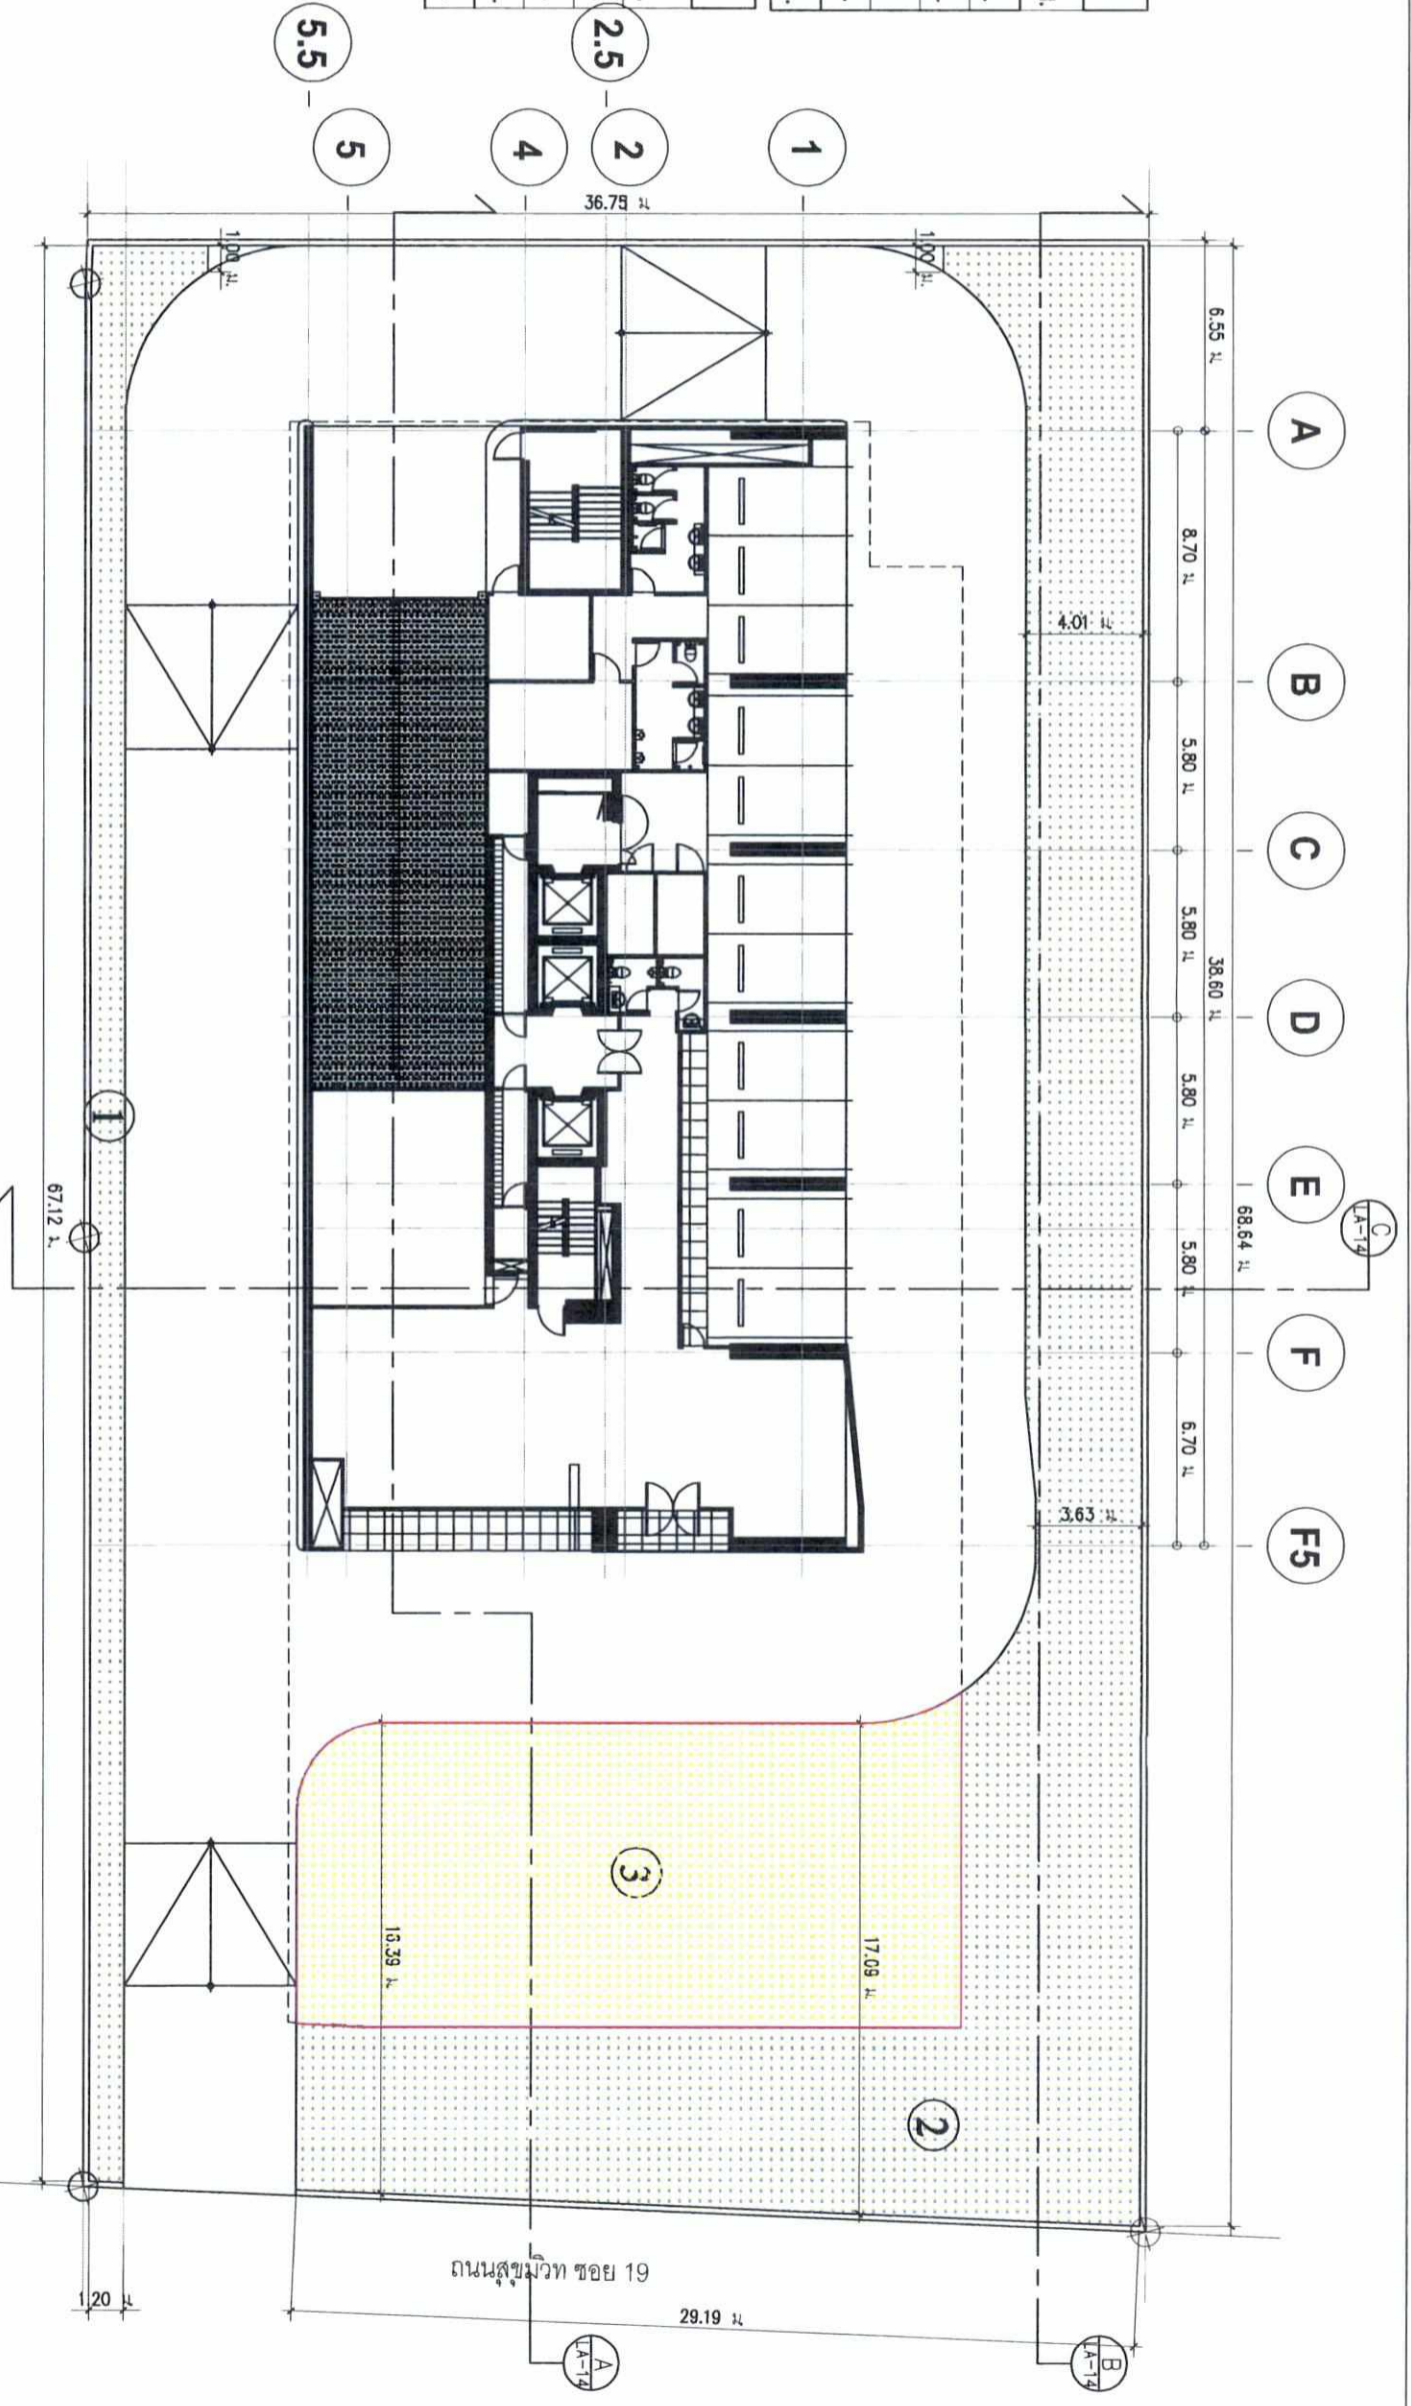 5.5
2.5
5
4
2
1
36.75 ม
1.00 ม.
1.00 ม.
6.55 ม
A
8.70 ม
4.01 ม
B
5.80 ม
C
5.80 ม
38.60 ม
D
5.80 ม
E
68.64 ม
C
LA-14
5.80 ม
F
6.70 ม
3.63 ม
F5
1
67.12 ม.
3
16.39 ม
17.09 ม
2
ถนนสุขุมวิท ซอย 19
1.20 ม
29.19 ม
A
LA-14
B
LA-14